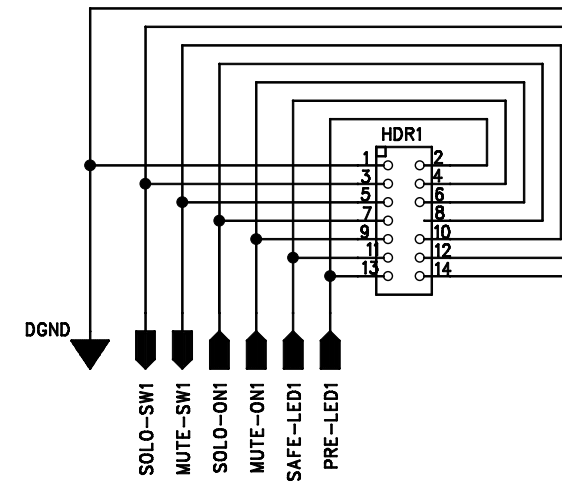 HDR1
1 2
3 4
5 6
7 8
9 10
11 12
13 14
DGND
SOLO-SW1
MUTE-SW1
SOLO-ON1
MUTE-ON1
SAFE-LED1
PRE-LED1